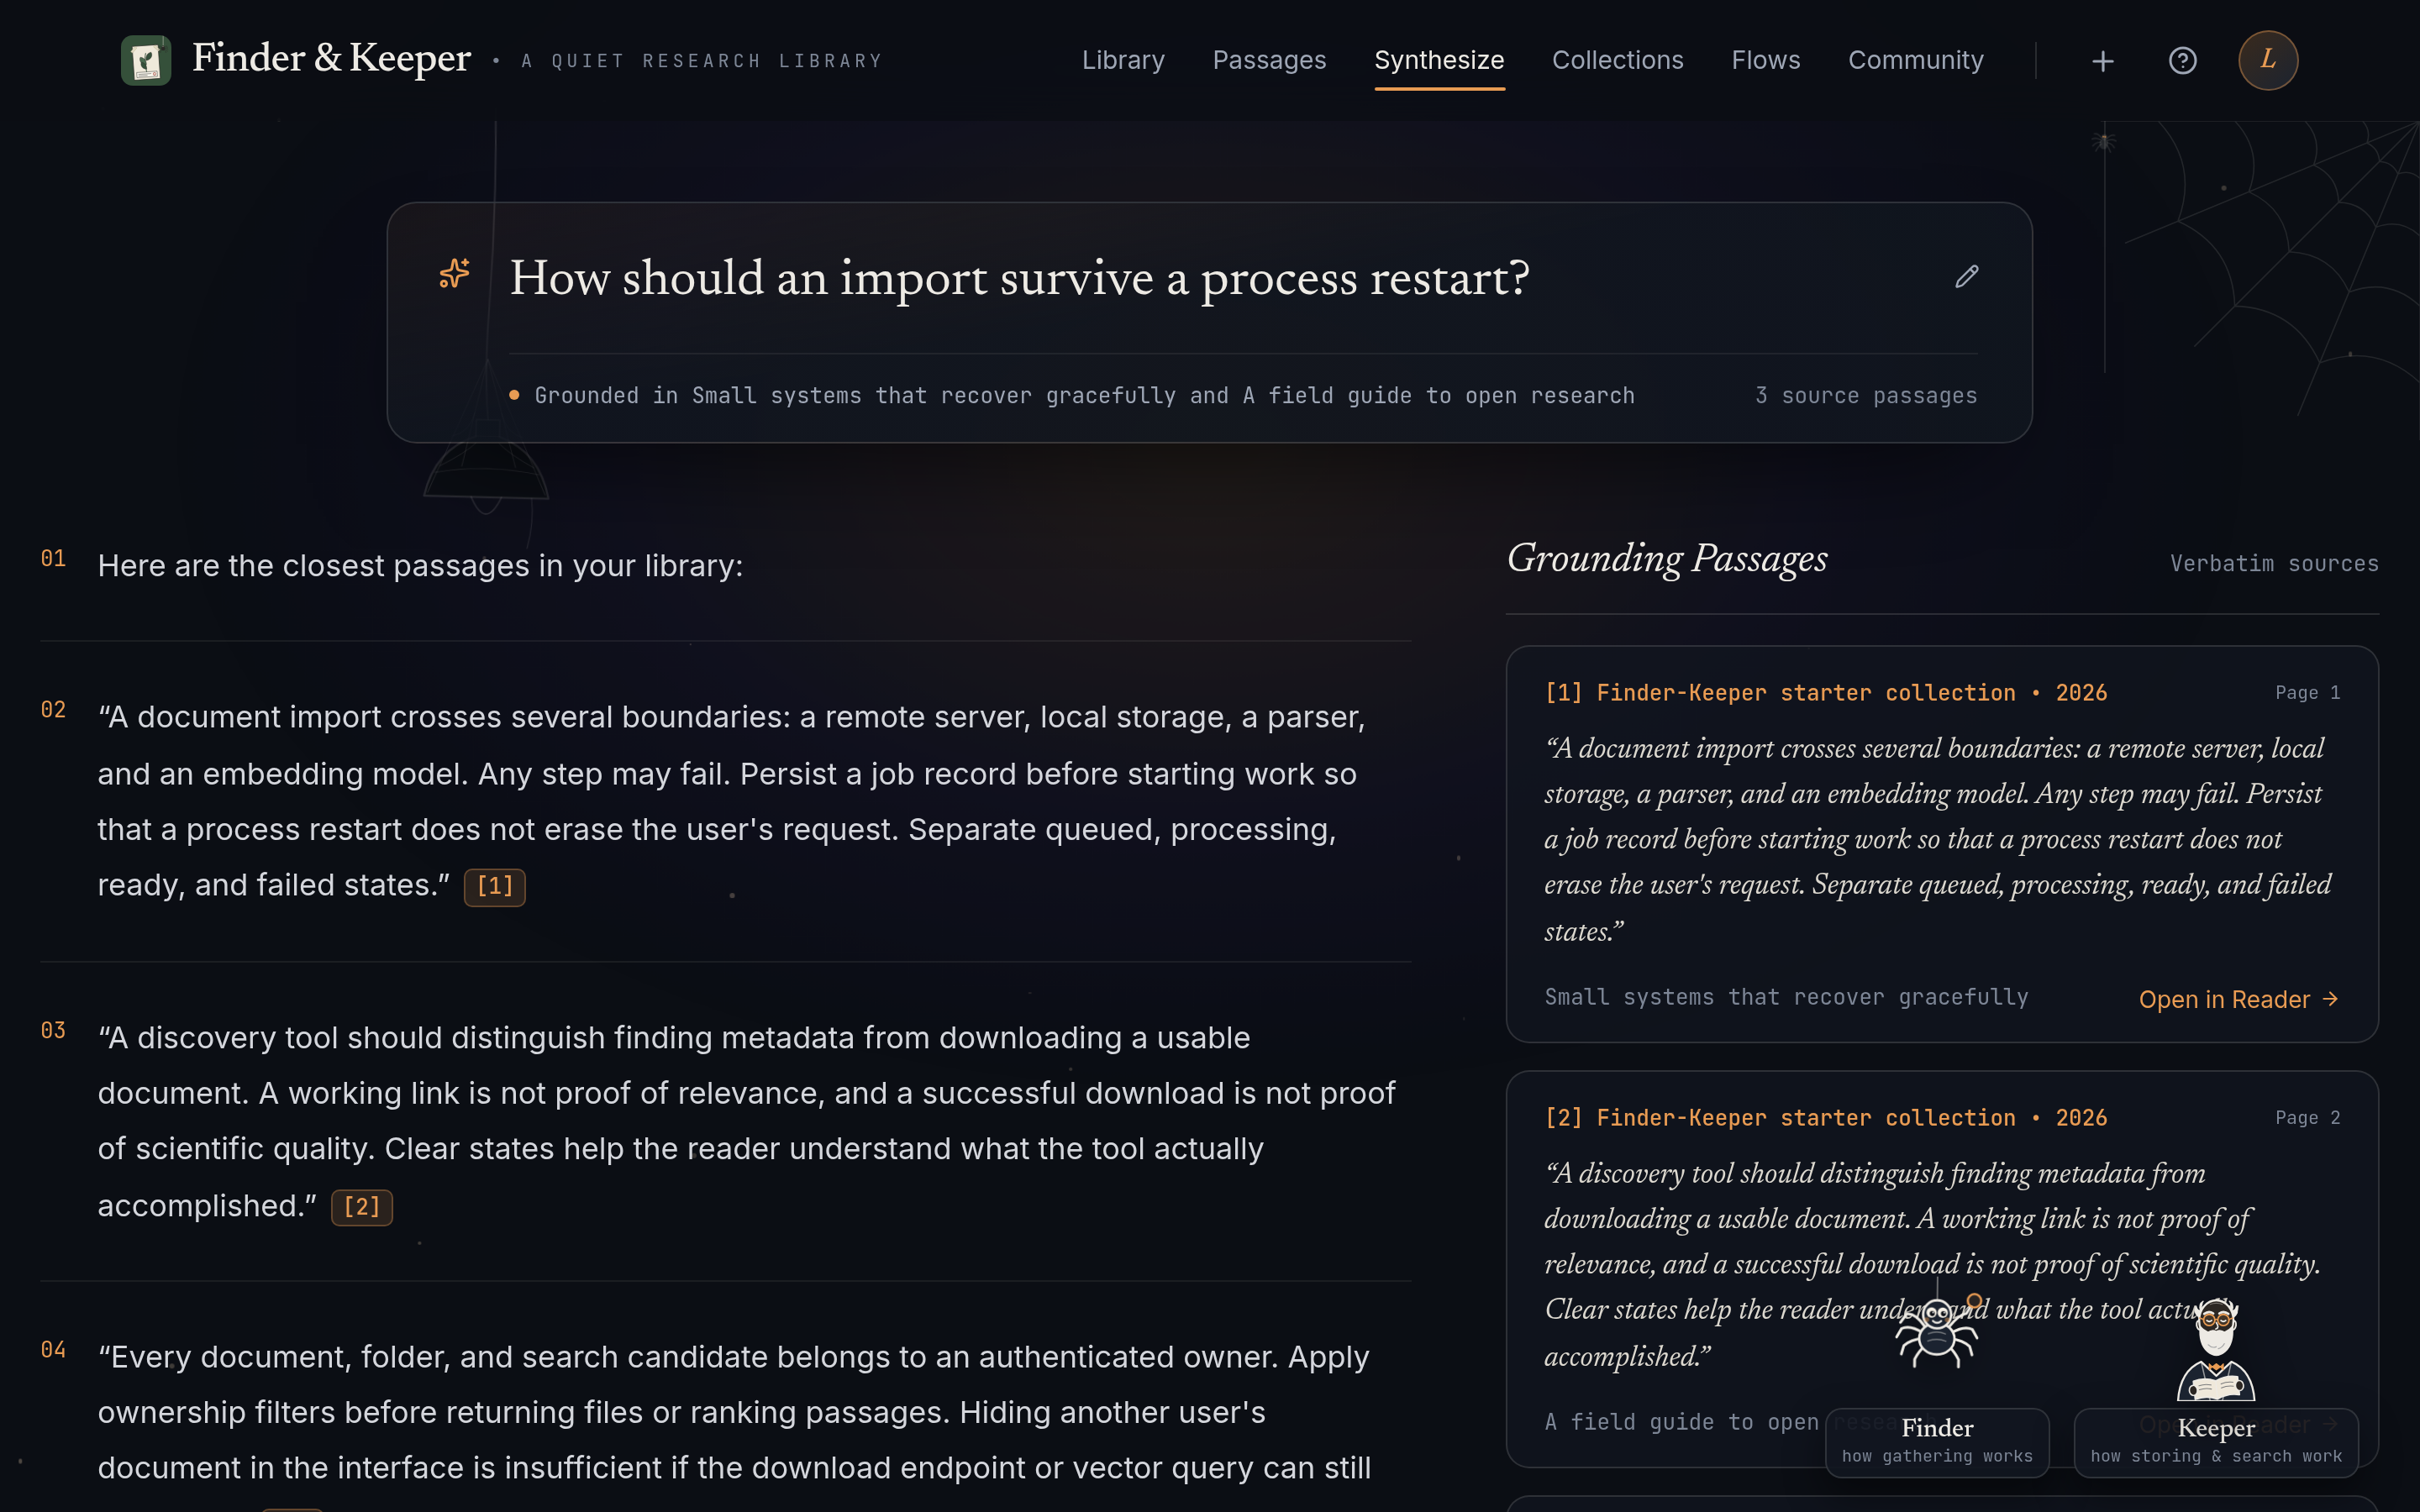 Finder & Keeper • A QUIET RESEARCH LIBRARY
Library Passages Synthesize Collections Flows Community
L
How should an import survive a process restart?
Grounded in Small systems that recover gracefully and A field guide to open research
3 source passages
01
Here are the closest passages in your library:
02
“A document import crosses several boundaries: a remote server, local storage, a parser,
and an embedding model. Any step may fail. Persist a job record before starting work so
that a process restart does not erase the user's request. Separate queued, processing,
ready, and failed states.” [1]
03
“A discovery tool should distinguish finding metadata from downloading a usable
document. A working link is not proof of relevance, and a successful download is not proof
of scientific quality. Clear states help the reader understand what the tool actually
accomplished.” [2]
04
“Every document, folder, and search candidate belongs to an authenticated owner. Apply
ownership filters before returning files or ranking passages. Hiding another user's
document in the interface is insufficient if the download endpoint or vector query can still
Grounding Passages
Verbatim sources
[1] Finder-Keeper starter collection • 2026
Page 1
“A document import crosses several boundaries: a remote server, local
storage, a parser, and an embedding model. Any step may fail. Persist
a job record before starting work so that a process restart does not
erase the user's request. Separate queued, processing, ready, and failed
states.”
Small systems that recover gracefully
Open in Reader →
[2] Finder-Keeper starter collection • 2026
Page 2
“A discovery tool should distinguish finding metadata from
downloading a usable document. A working link is not proof of
relevance, and a successful download is not proof of scientific quality.
Clear states help the reader understand what the tool actually
accomplished.”
A field guide to open research
Open in Reader →
Finder
how gathering works
Keeper
how storing & search work